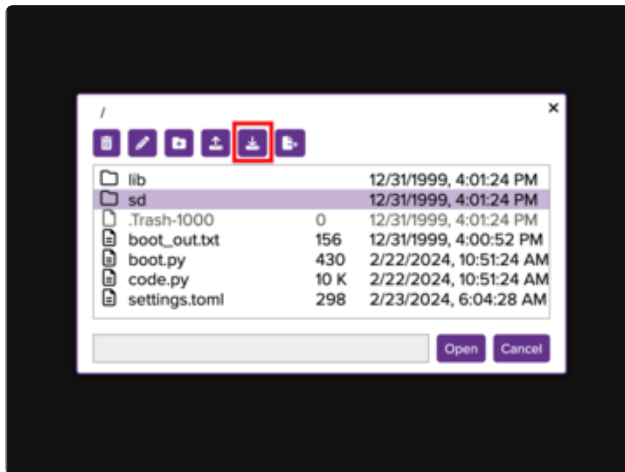 /
×
lib 12/31/1999, 4:01:24 PM
sd 12/31/1999, 4:01:24 PM
.Trash-1000 0 12/31/1999, 4:01:24 PM
boot_out.txt 156 12/31/1999, 4:00:52 PM
boot.py 430 2/22/2024, 10:51:24 AM
code.py 10 K 2/22/2024, 10:51:24 AM
settings.toml 298 2/23/2024, 6:04:28 AM
Open Cancel